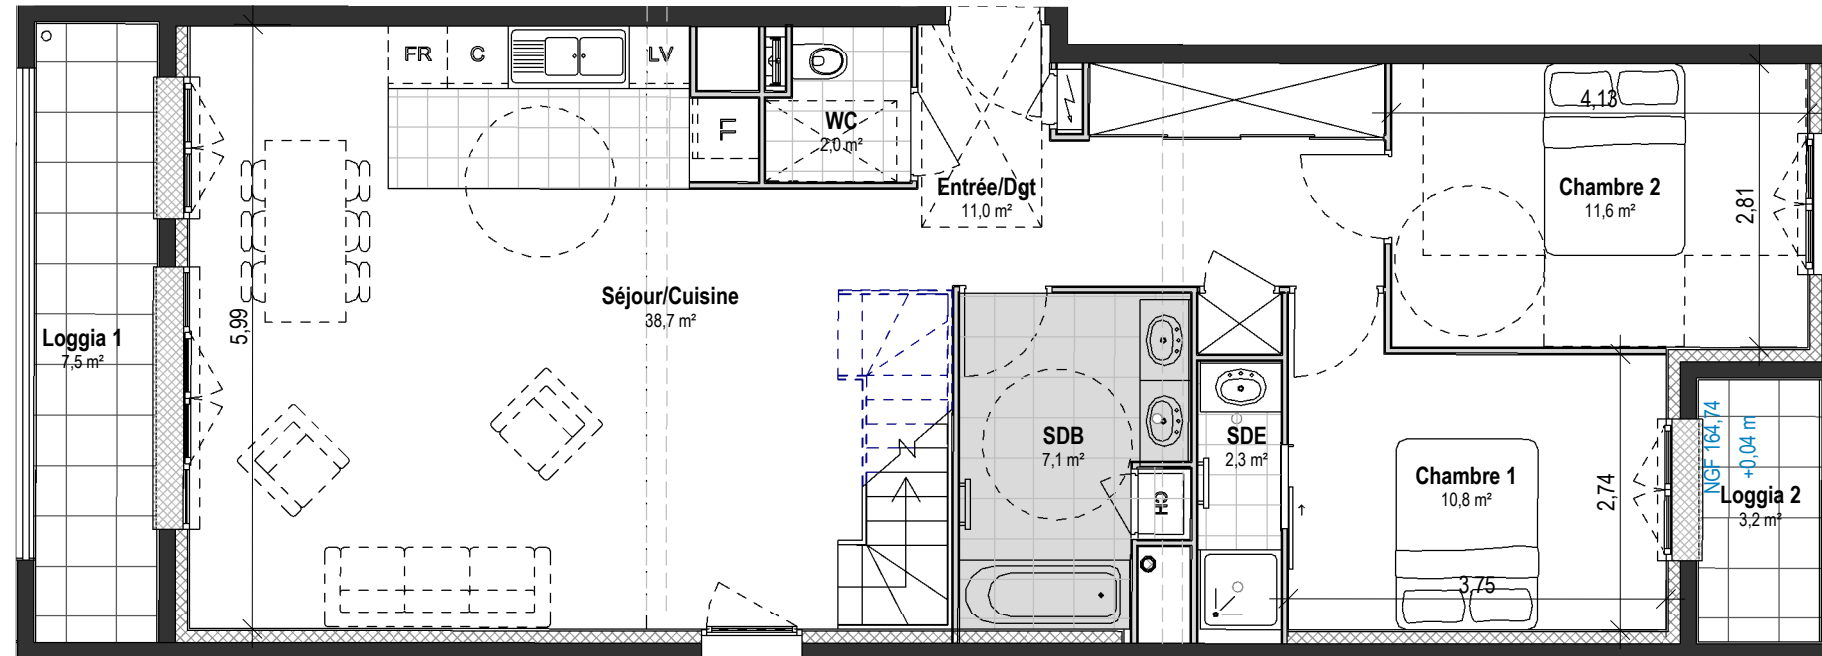 FR
C
LV
LL
WC
2,0 m²
Entrée/Dgt
11,0 m²
4,13
Chambre 2
11,6 m²
2,81
Séjour/Cuisine
38,7 m²
5,99
Loggia 1
7,5 m²
SDB
7,1 m²
CH
SDE
2,3 m²
Chambre 1
10,8 m²
2,74
3,75
NGF 164,74
+0,04 m
Loggia 2
3,2 m²